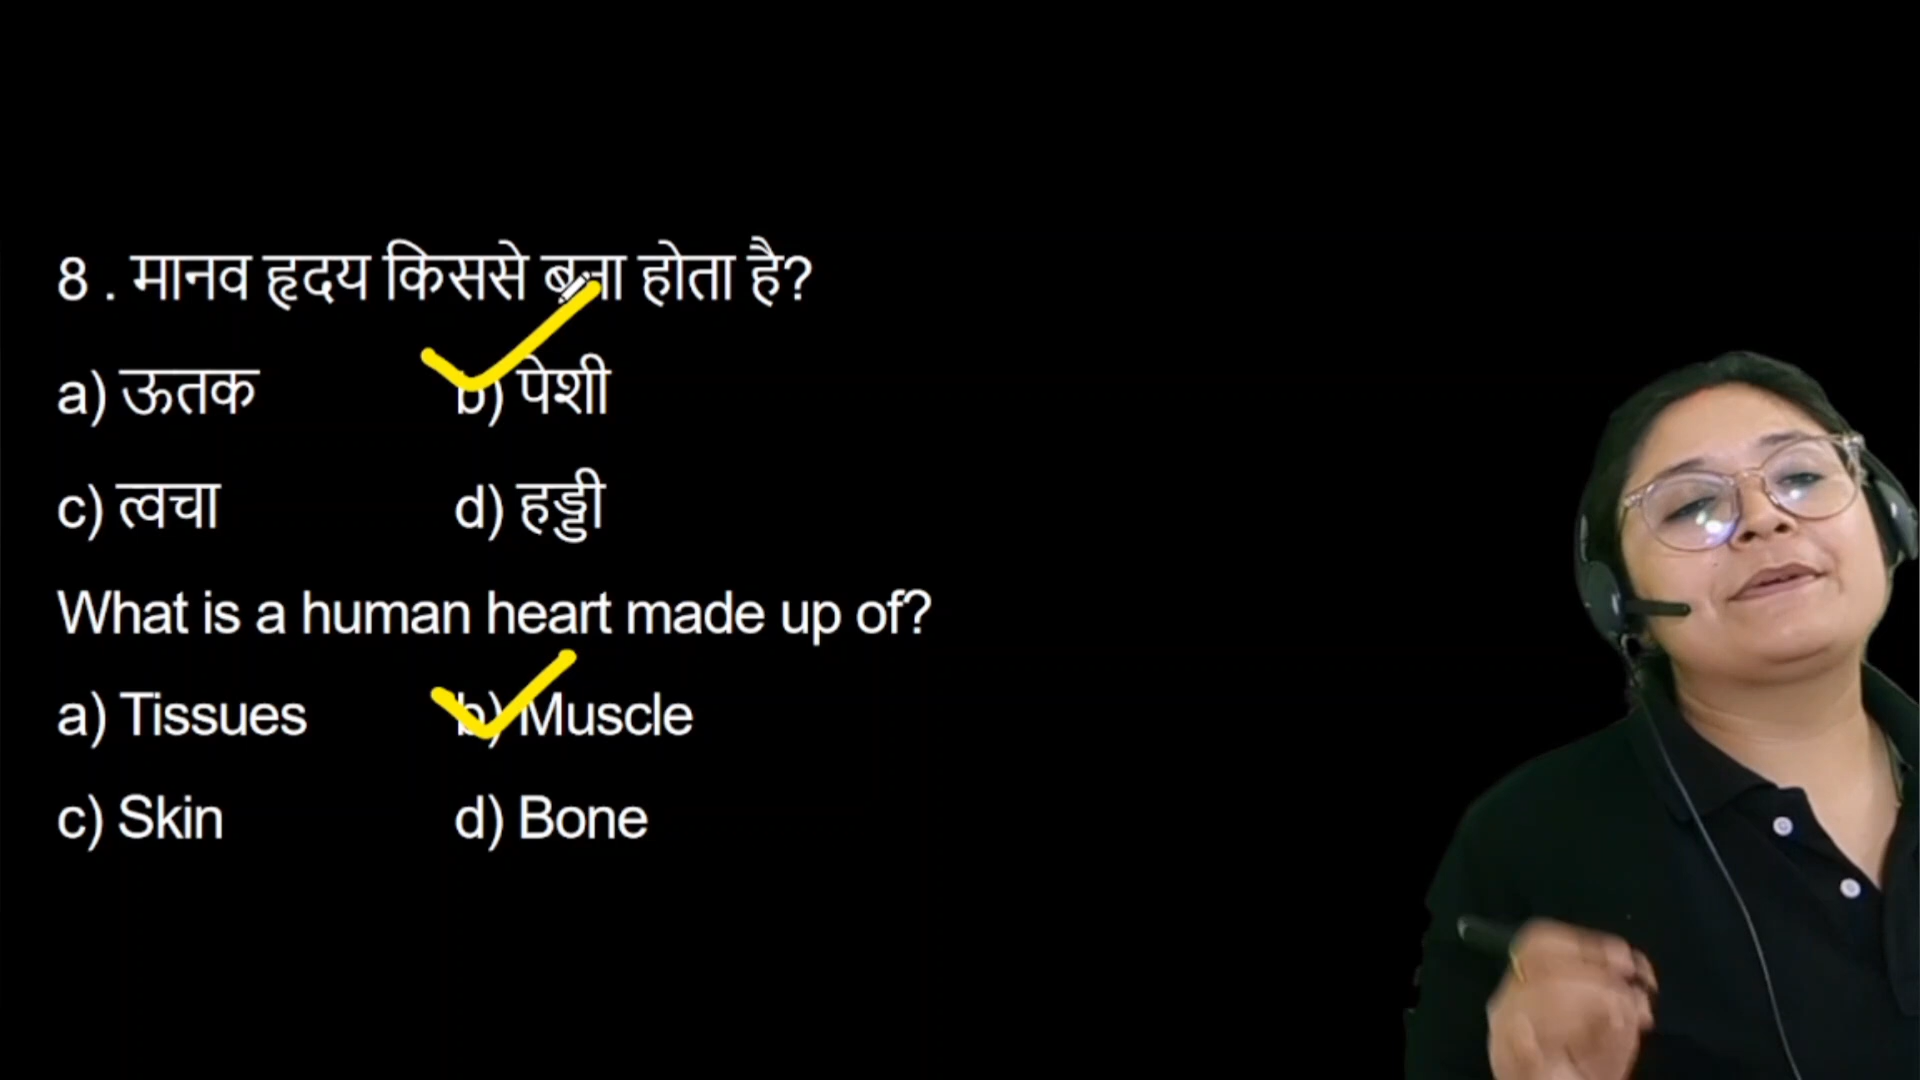 8 . मानव हृदय किससे बना होता है?
a) ऊतक b) पेशी
c) त्वचा d) हड्डी
What is a human heart made up of?
a) Tissues b) Muscle
c) Skin d) Bone